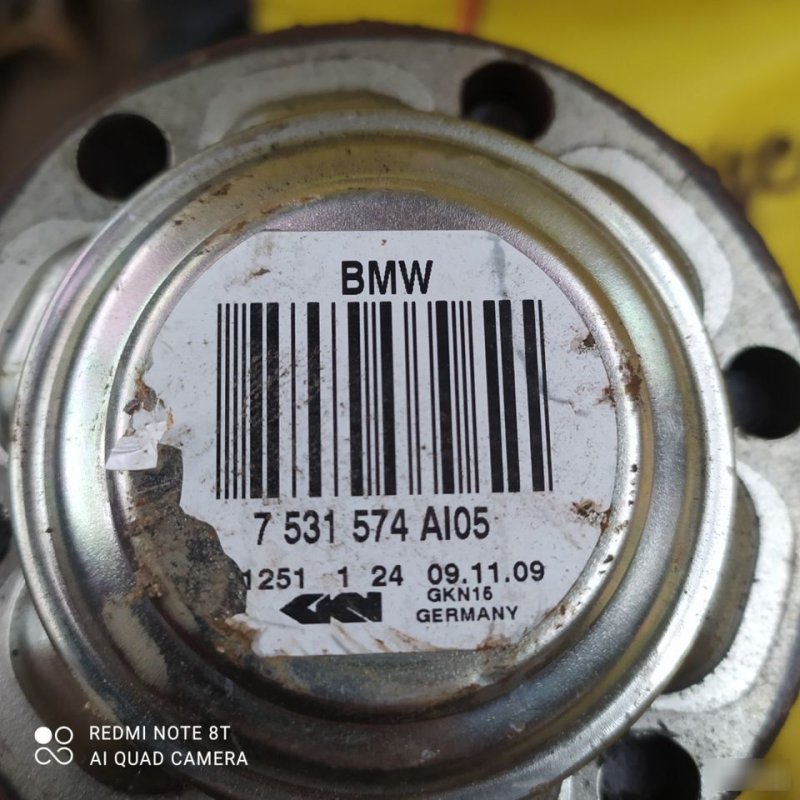 BMW
7 531 574 AI05
1251 1 24 09.11.09
GKN GKN15
GERMANY
REDMI NOTE 8T
AI QUAD CAMERA